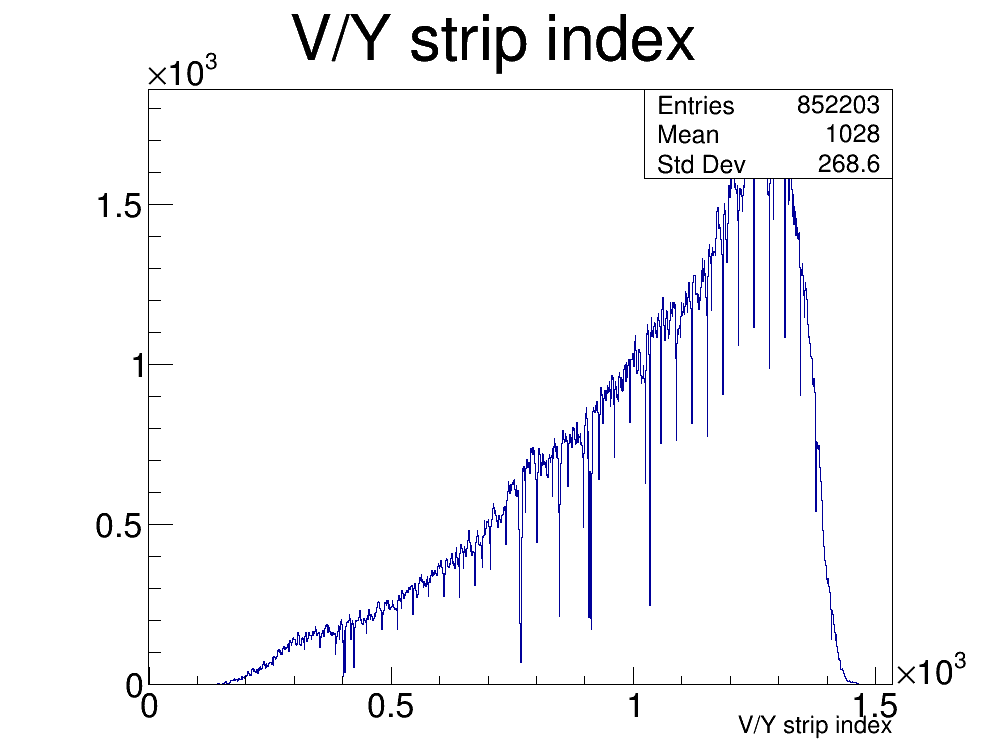 V/Y strip index
×10³
Entries 852203
Mean 1028
Std Dev 268.6
1.5
1
0.5
0
0 0.5 1 1.5
×10³
V/Y strip index